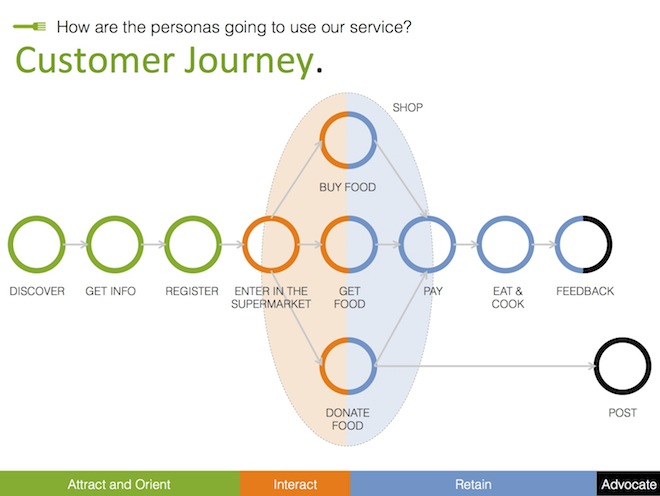 How are the personas going to use our service?
Customer Journey.
SHOP
BUY FOOD
DISCOVER
GET INFO
REGISTER
ENTER IN THE
SUPERMARKET
GET
FOOD
PAY
EAT &
COOK
FEEDBACK
DONATE
FOOD
POST
Attract and Orient
Interact
Retain
Advocate